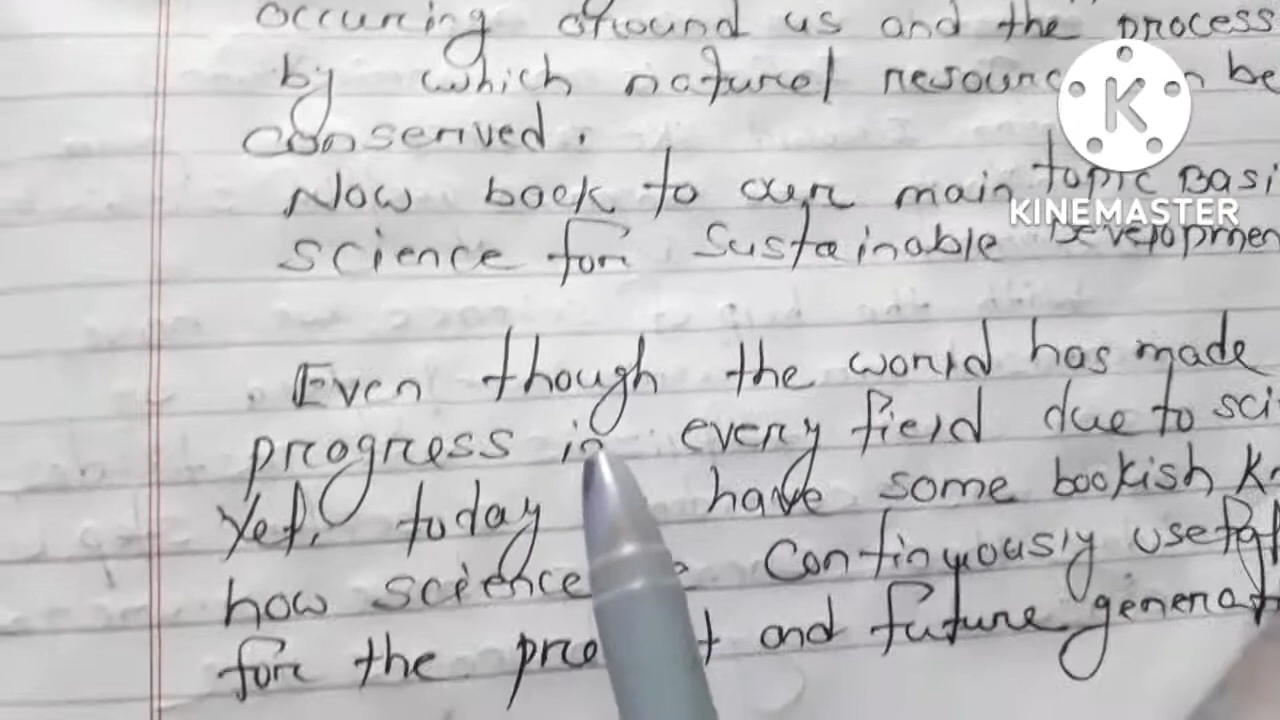 occuring around us and the process
by which natural resourc n be
conserved.
Now back to our main topic Basi
science for Sustainable Developmen
Even though the world has made
progress in every field due to sci
Yet, today have some bookish K
how science continuously useful
for the pre t and future generat
K
KINEMASTER